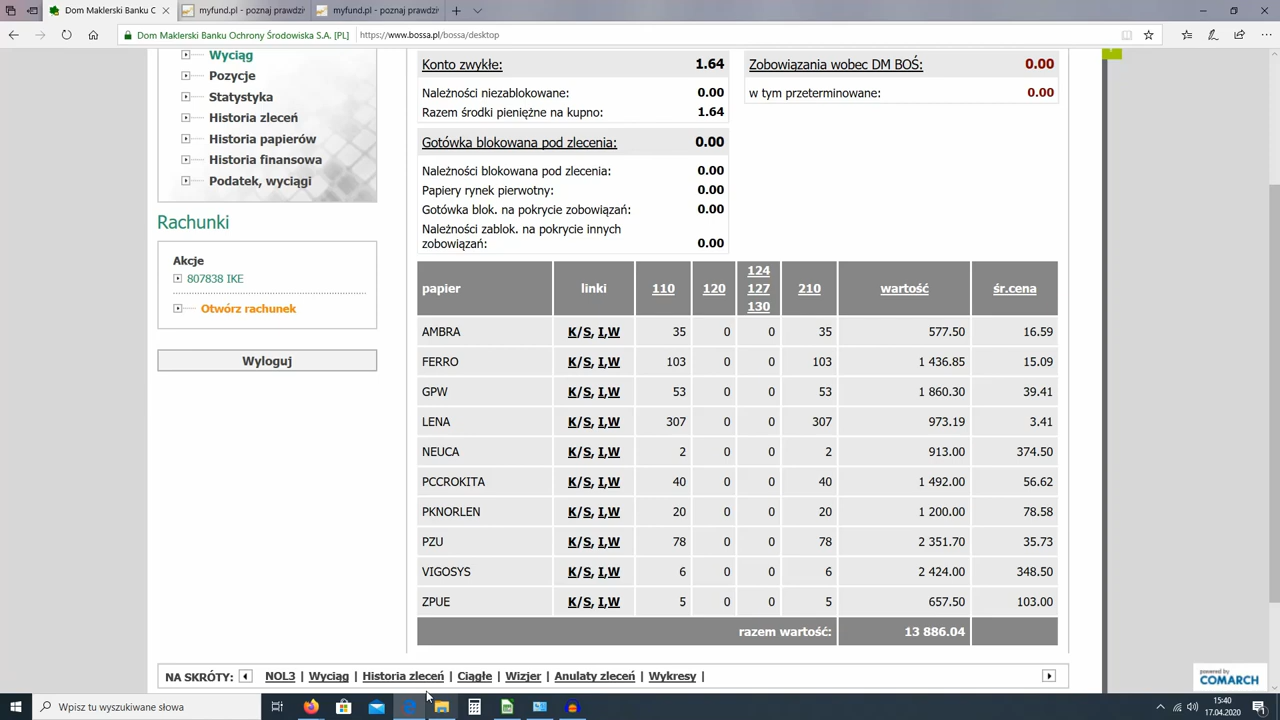 Dom Maklerski Banku O
myfund.pl - poznaj prawdziv
myfund.pl - poznaj prawdziv
Dom Maklerski Banku Ochrony Środowiska S.A. [PL]
https://www.bossa.pl/bossa/desktop
Wyciąg
Pozycje
Statystyka
Historia zleceń
Historia papierów
Historia finansowa
Podatek, wyciągi
Rachunki
Akcje
807838 IKE
Otwórz rachunek
Wyloguj
Konto zwykłe: 1.64
Należności niezablokowane: 0.00
Razem środki pieniężne na kupno: 1.64
Zobowiązania wobec DM BOŚ: 0.00
w tym przeterminowane: 0.00
Gotówka blokowana pod zlecenia: 0.00
Należności blokowana pod zlecenia: 0.00
Papiery rynek pierwotny: 0.00
Gotówka blok. na pokrycie zobowiązań: 0.00
Należności zablok. na pokrycie innych
zobowiązań: 0.00
papier linki 110 120 124 127 130 210 wartość śr.cena
AMBRA K/S, I,W 35 0 0 35 577.50 16.59
FERRO K/S, I,W 103 0 0 103 1 436.85 15.09
GPW K/S, I,W 53 0 0 53 1 860.30 39.41
LENA K/S, I,W 307 0 0 307 973.19 3.41
NEUCA K/S, I,W 2 0 0 2 913.00 374.50
PCCROKITA K/S, I,W 40 0 0 40 1 492.00 56.62
PKNORLEN K/S, I,W 20 0 0 20 1 200.00 78.58
PZU K/S, I,W 78 0 0 78 2 351.70 35.73
VIGOSYS K/S, I,W 6 0 0 6 2 424.00 348.50
ZPUE K/S, I,W 5 0 0 5 657.50 103.00
razem wartość: 13 886.04
NA SKRÓTY: NOL3 | Wyciąg | Historia zleceń | Ciągłe | Wizjer | Anulaty zleceń | Wykresy |
powered by
COMARCH
Wpisz tu wyszukiwane słowa
15:40
17.04.2020